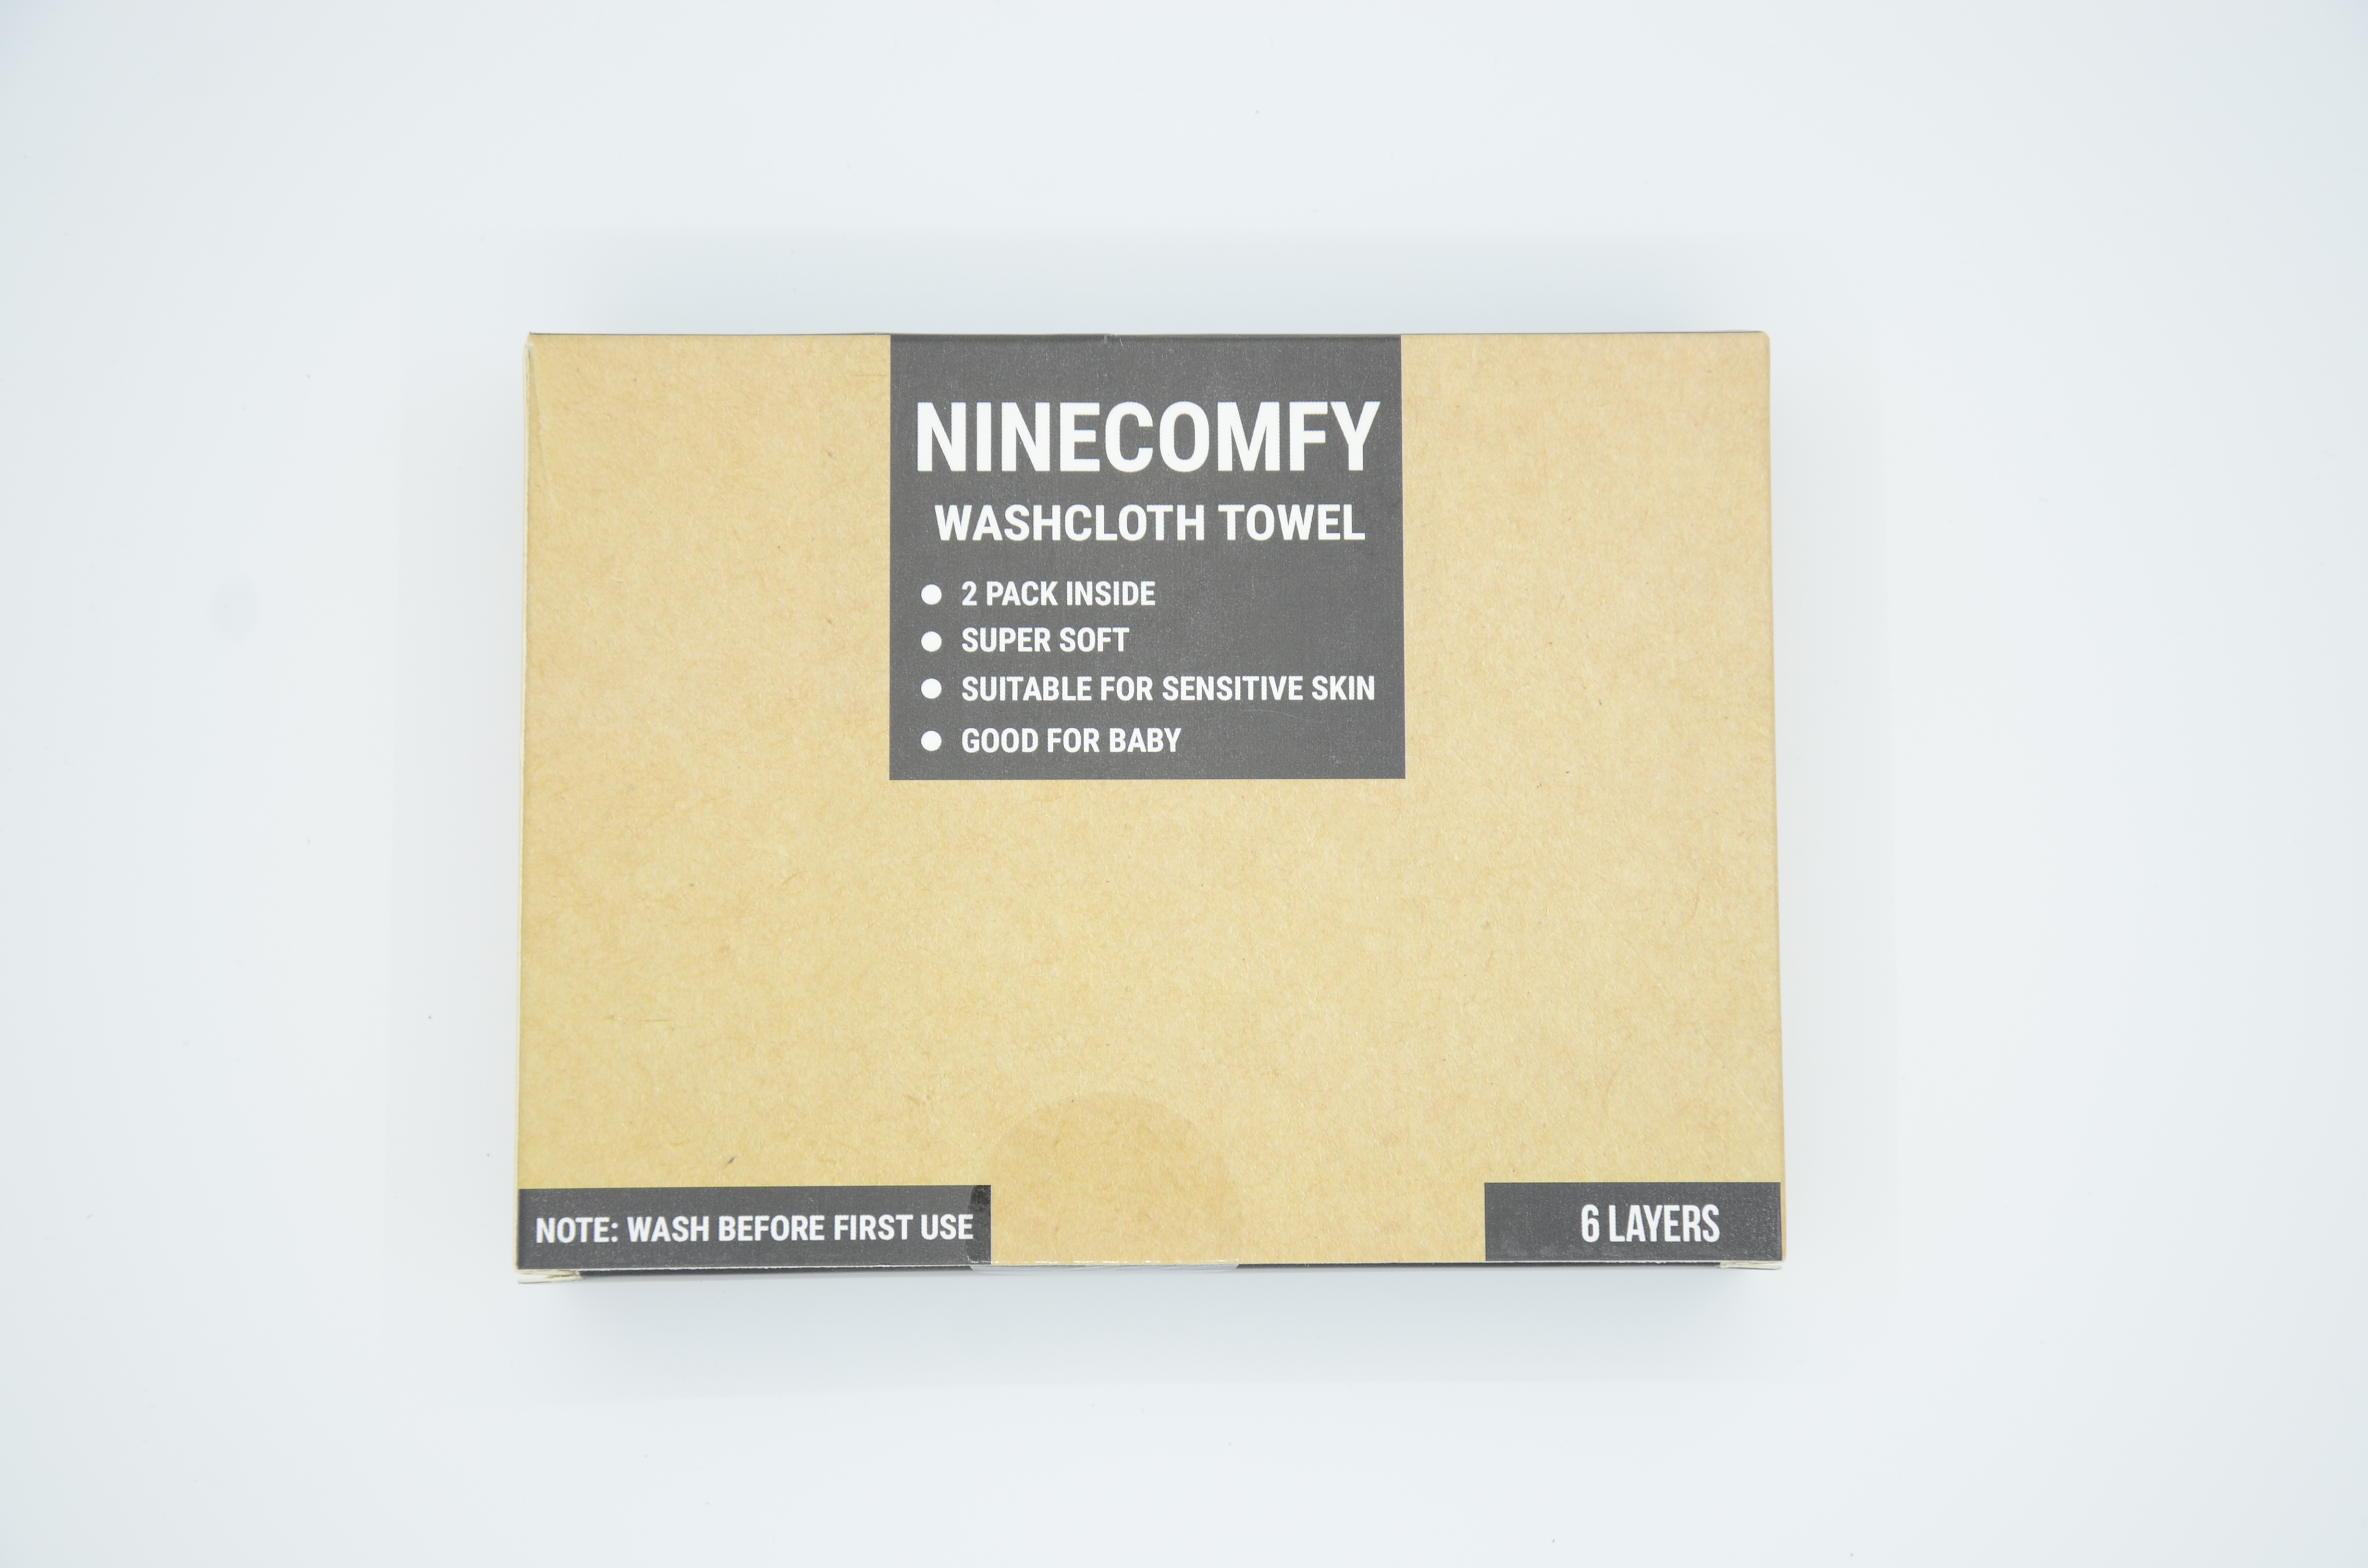 NINECOMFY
WASHCLOTH TOWEL
● 2 PACK INSIDE
● SUPER SOFT
● SUITABLE FOR SENSITIVE SKIN
● GOOD FOR BABY
NOTE: WASH BEFORE FIRST USE
6 LAYERS